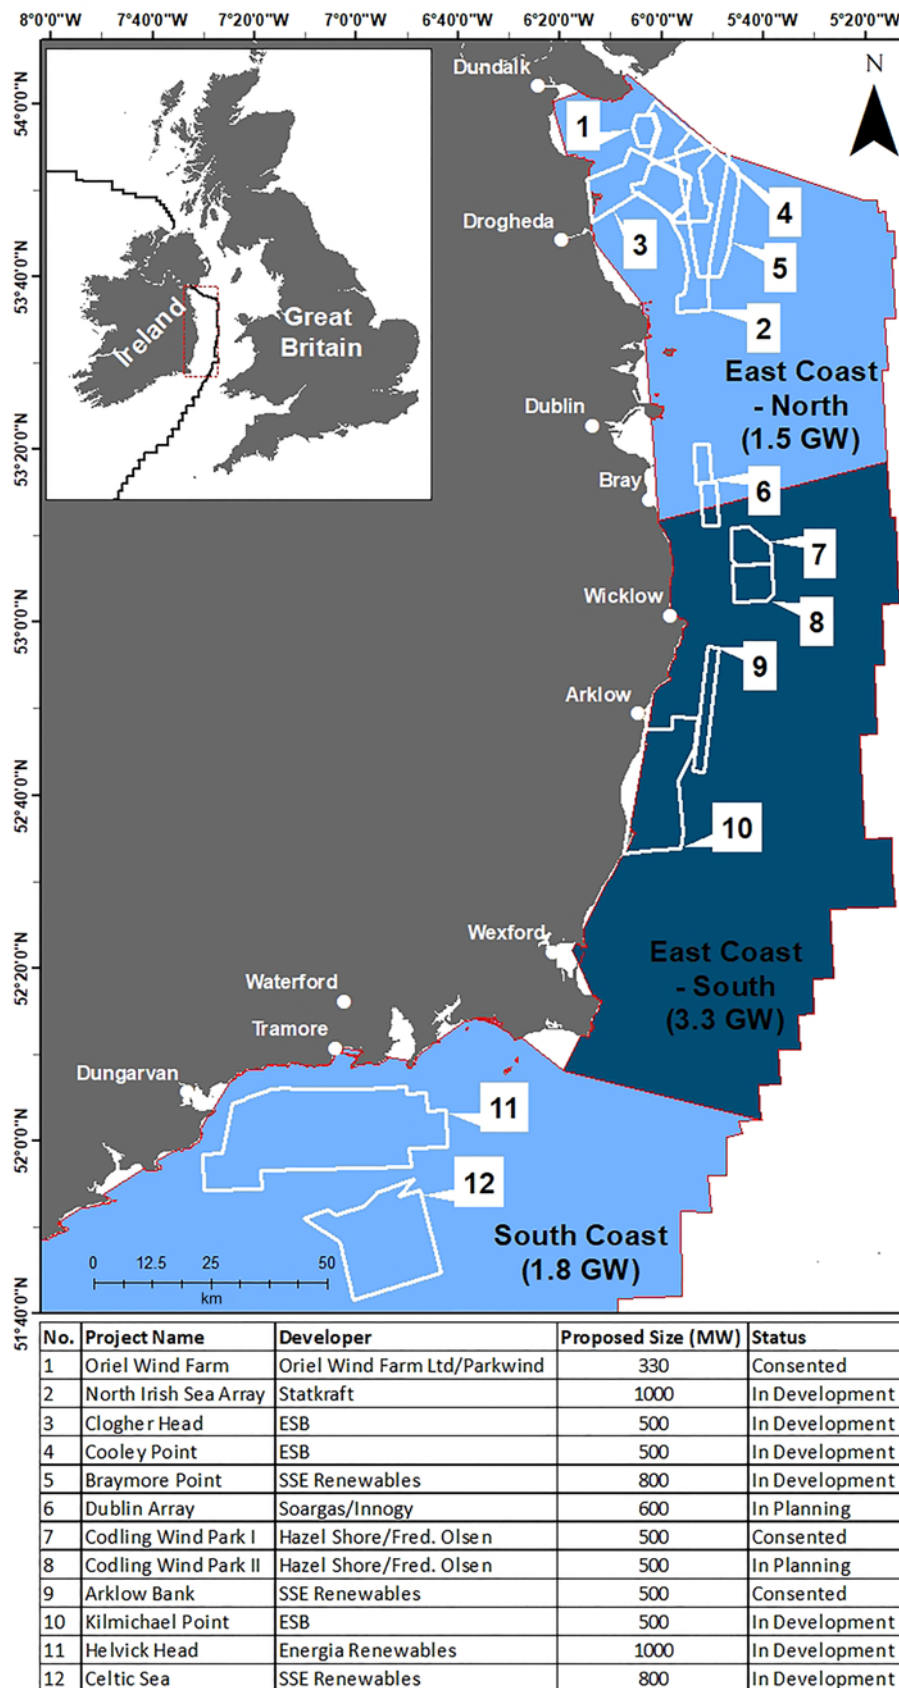 8°0'0"W 7°40'0"W 7°20'0"W 7°0'0"W 6°40'0"W 6°20'0"W 6°0'0"W 5°40'0"W 5°20'0"W
54°0'0"N
53°40'0"N
53°20'0"N
53°0'0"N
52°40'0"N
52°20'0"N
52°0'0"N
51°40'0"N
N
Ireland
Great
Britain
Dundalk
1
4
Drogheda
3
5
2
East Coast
- North
(1.5 GW)
Dublin
Bray
6
7
Wicklow
8
9
Arklow
10
Wexford
East Coast
- South
(3.3 GW)
Waterford
Tramore
Dungarvan
11
12
South Coast
(1.8 GW)
0 12.5 25 50
km
No. Project Name Developer Proposed Size (MW) Status
1 Oriel Wind Farm Oriel Wind Farm Ltd/Parkwind 330 Consented
2 North Irish Sea Array Statkraft 1000 In Development
3 Clogher Head ESB 500 In Development
4 Cooley Point ESB 500 In Development
5 Braymore Point SSE Renewables 800 In Development
6 Dublin Array Soargas/Innogy 600 In Planning
7 Codling Wind Park I Hazel Shore/Fred. Olsen 500 Consented
8 Codling Wind Park II Hazel Shore/Fred. Olsen 500 In Planning
9 Arklow Bank SSE Renewables 500 Consented
10 Kilmichael Point ESB 500 In Development
11 Helvick Head Energia Renewables 1000 In Development
12 Celtic Sea SSE Renewables 800 In Development